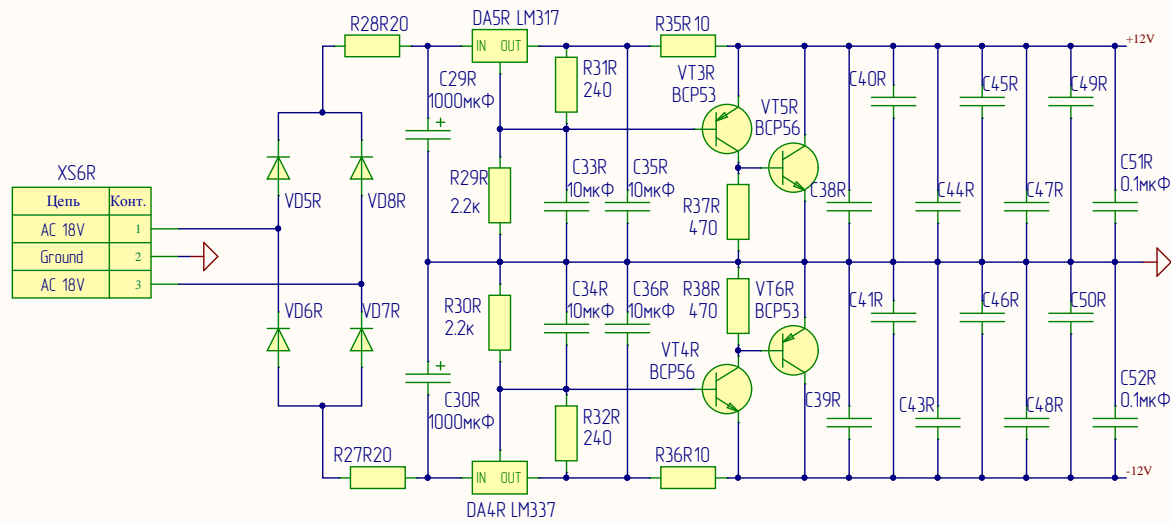 R28R20
DA5R LM317
R35R10
+12V
IN OUT
C29R
1000мкФ
+
R31R
240
VT3R
BCP53
VT5R
BCP56
C40R
C45R
C49R
XS6R
Цепь Конт.
AC 18V 1
Ground 2
AC 18V 3
VD5R
VD8R
R29R
2.2к
C33R
10мкФ
C35R
10мкФ
R37R
470
C38R
C44R
C47R
C51R
0.1мкФ
VD6R
VD7R
R30R
2.2к
C34R
10мкФ
C36R
10мкФ
R38R
470
VT6R
BCP53
C41R
C46R
C50R
+
C30R
1000мкФ
VT4R
BCP56
R32R
240
C39R
C43R
C48R
C52R
0.1мкФ
R27R20
IN OUT
DA4R LM337
R36R10
-12V